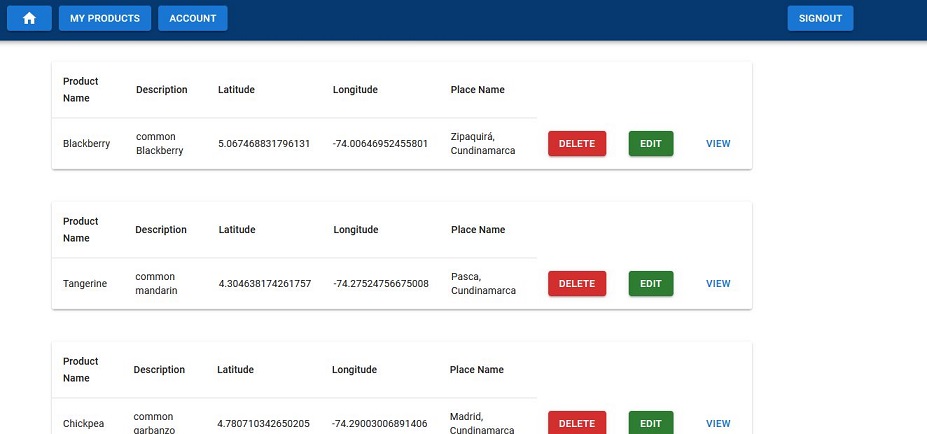 MY PRODUCTS ACCOUNT SIGNOUT
Product
Name Description Latitude Longitude Place Name
Blackberry common
Blackberry 5.067468831796131 -74.00646952455801 Zipaquirá,
Cundinamarca DELETE EDIT VIEW
Product
Name Description Latitude Longitude Place Name
Tangerine common
mandarin 4.304638174261757 -74.27524756675008 Pasca,
Cundinamarca DELETE EDIT VIEW
Product
Name Description Latitude Longitude Place Name
Chickpea common
garbanzo 4.780710342650205 -74.29003006891406 Madrid,
Cundinamarca DELETE EDIT VIEW